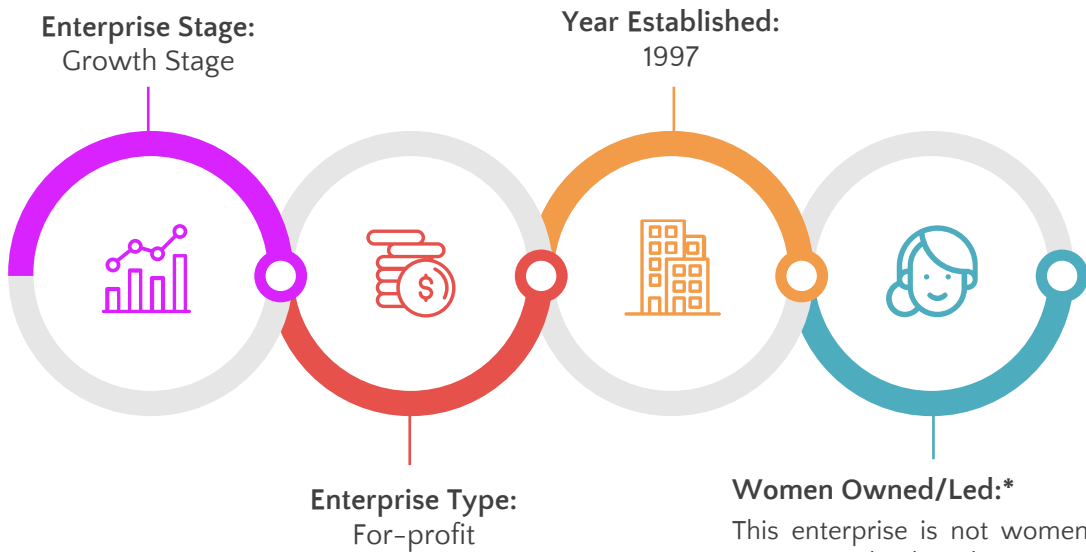 Enterprise Stage:
Growth Stage
Year Established:
1997
$
Enterprise Type:
For-profit
Women Owned/Led:*
This enterprise is not women